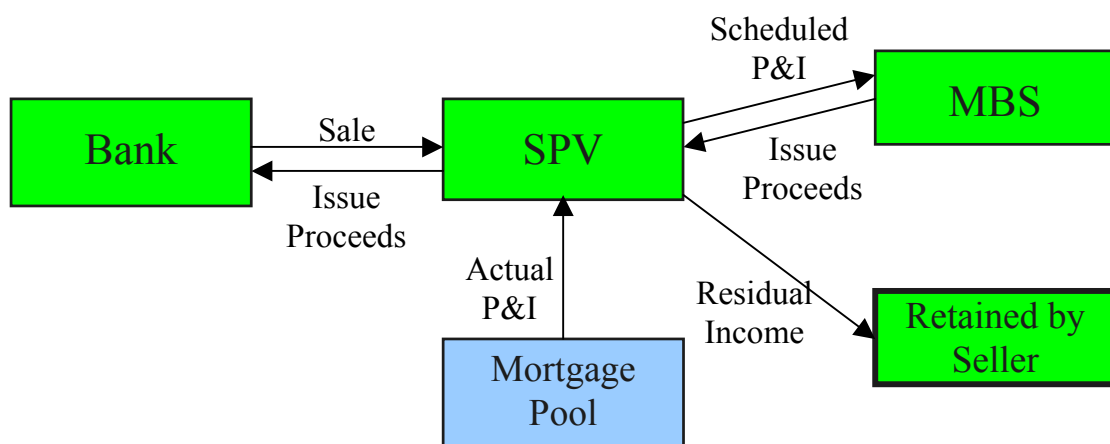 Scheduled
P&I
MBS
Bank
Sale
SPV
Issue
Proceeds
Issue
Proceeds
Actual
P&I
Residual
Income
Retained by
Seller
Mortgage
Pool